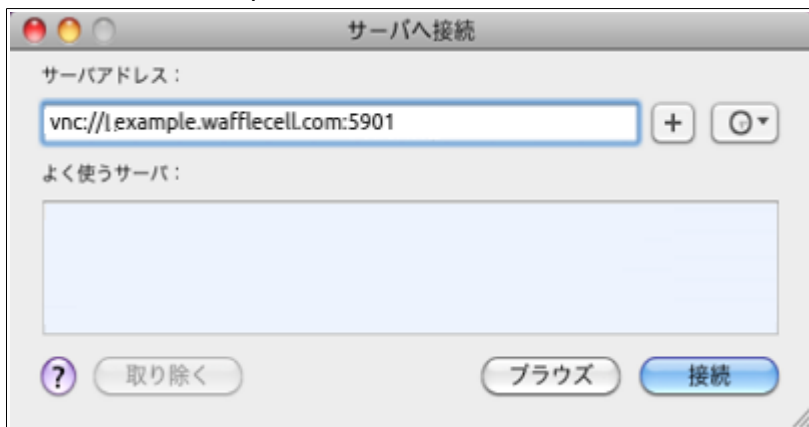 サーバへ接続
サーバアドレス：
vnc://example.wafflecell.com:5901
+
よく使うサーバ：
?
取り除く
ブラウズ
接続